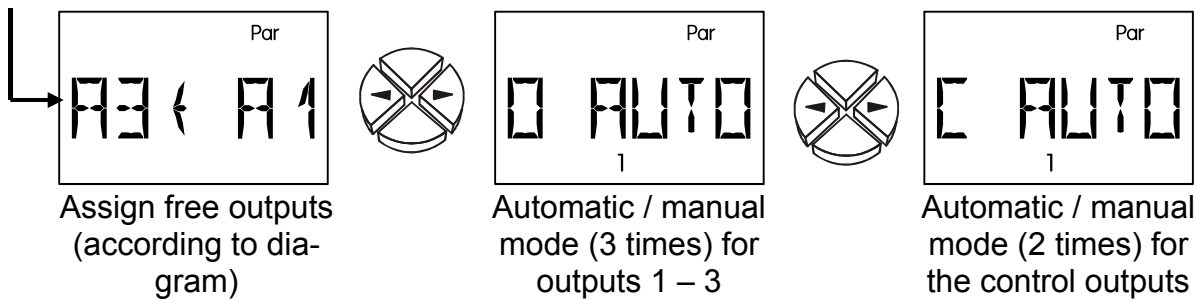 Par
A3< A1
Assign free outputs
(according to dia-
gram)
Par
O AUTO
1
Automatic / manual
mode (3 times) for
outputs 1 – 3
Par
C AUTO
1
Automatic / manual
mode (2 times) for
the control outputs